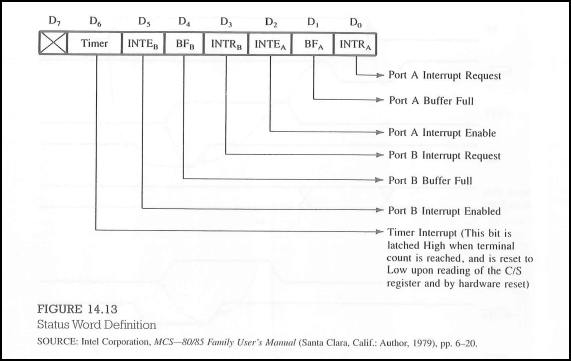 D7 D6 D5 D4 D3 D2 D1 D0
Timer INTEB BFB INTRB INTEA BFA INTRA
Port A Interrupt Request
Port A Buffer Full
Port A Interrupt Enable
Port B Interrupt Request
Port B Buffer Full
Port B Interrupt Enabled
Timer Interrupt (This bit is
latched High when terminal
count is reached, and is reset to
Low upon reading of the C/S
register and by hardware reset)
FIGURE 14.13
Status Word Definition
SOURCE: Intel Corporation, MCS—80/85 Family User's Manual (Santa Clara, Calif.: Author, 1979), pp. 6–20.